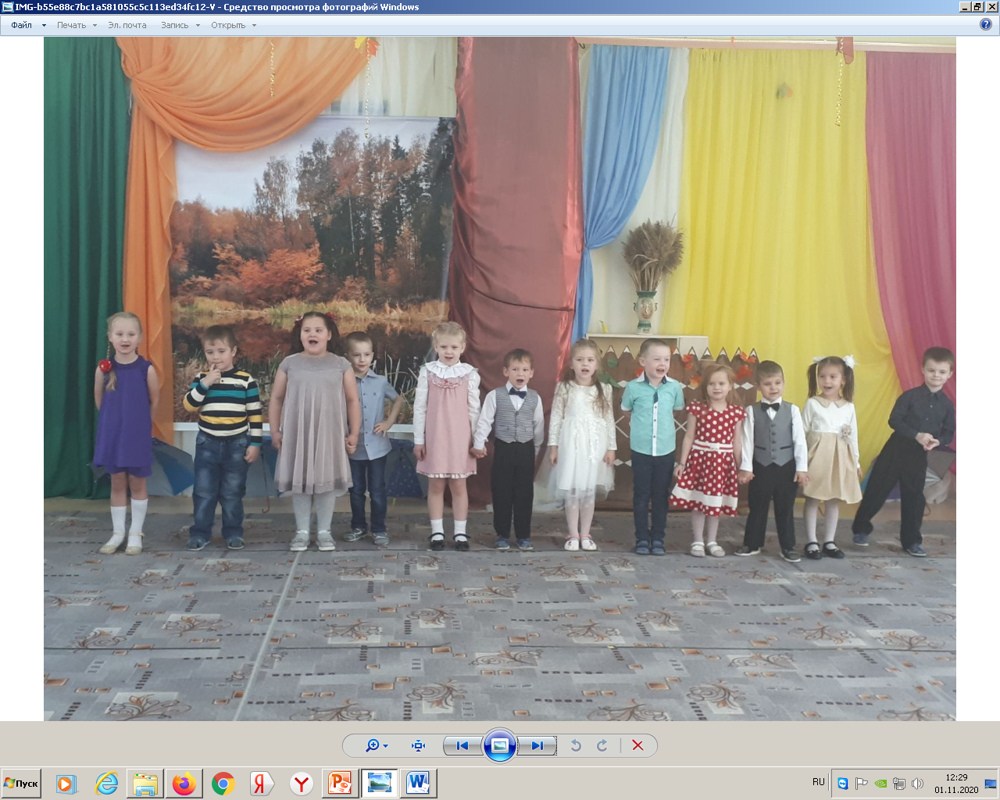 IMG-b55e88c7bc1a581055c5c113ed34fc12-V - Средство просмотра фотографий Windows
Файл Печать Эл. почта Запись Открыть
Пуск
RU
12:29
01.11.2020